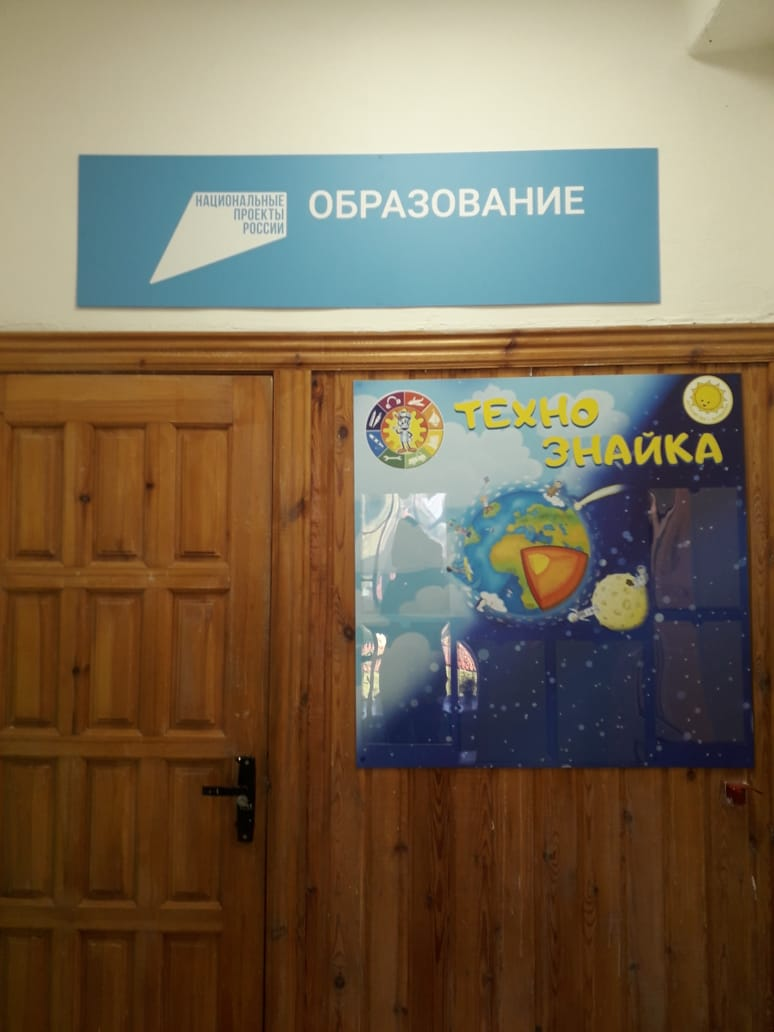 НАЦИОНАЛЬНЫЕ
ПРОЕКТЫ
РОССИИ
ОБРАЗОВАНИЕ
ТЕХНО
ЗНАЙКА